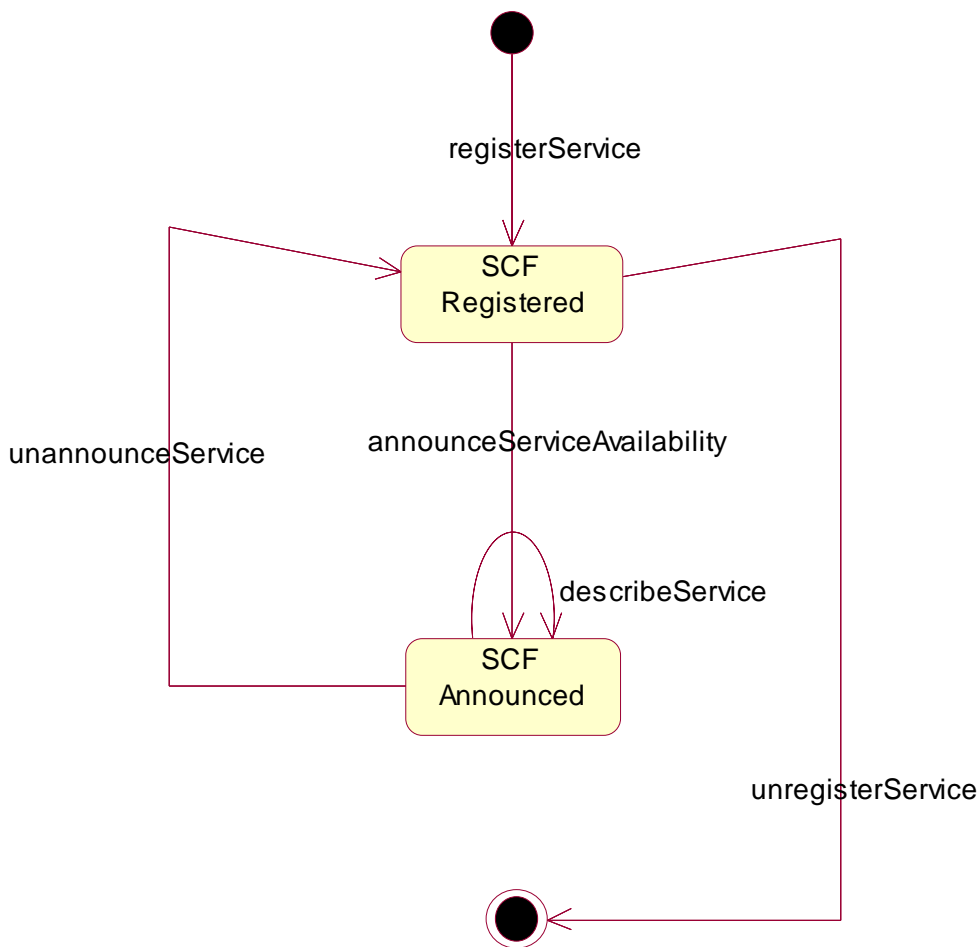 registerService
SCF
Registered
unannounceService
announceServiceAvailability
describeService
SCF
Announced
unregisterService